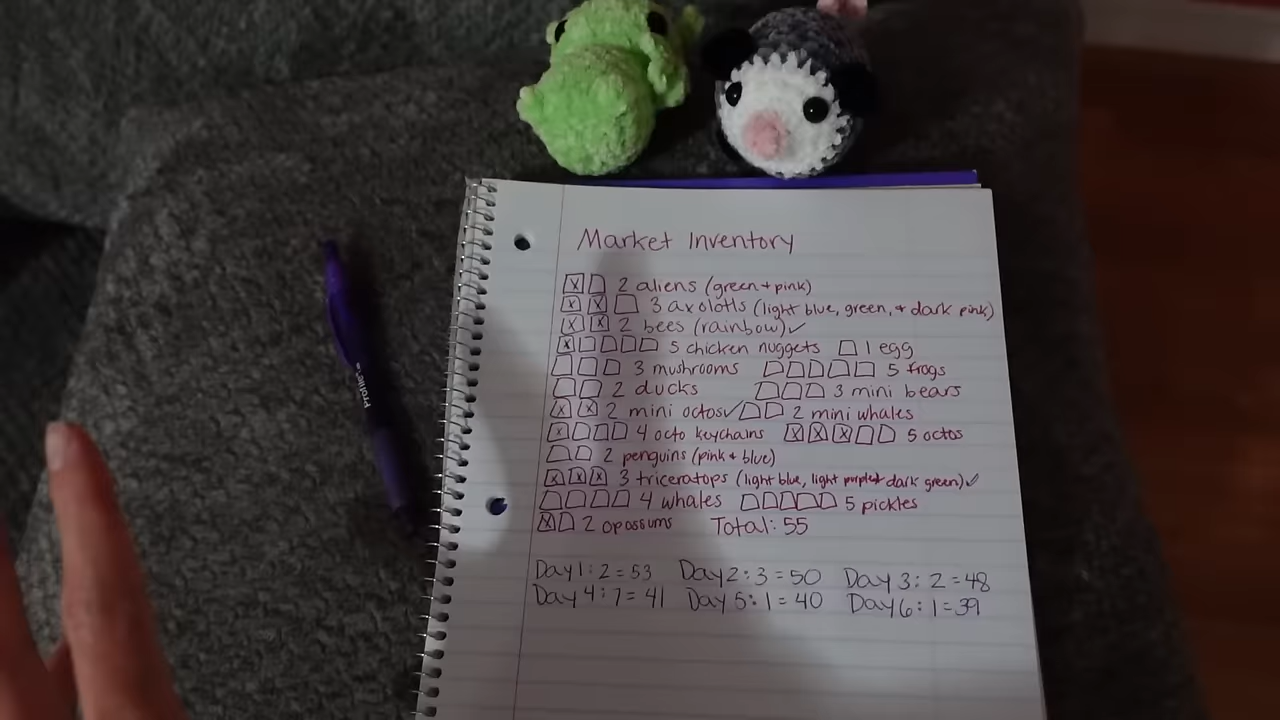 Market Inventory
2 aliens (green + pink)
3 axolotls (light blue, green, + dark pink)
2 bees (rainbow)
5 chicken nuggets 1 egg
3 mushrooms 5 frogs
2 ducks 3 mini bears
2 mini octos 2 mini whales
4 octo keychains 5 octos
2 penguins (pink + blue)
3 triceratops (light blue, light purple + dark green)
4 whales 5 pickles
2 opossums Total: 55
Day 1: 2 = 53 Day 2: 3 = 50 Day 3: 2 = 48
Day 4: 7 = 41 Day 5: 1 = 40 Day 6: 1 = 39
Profile